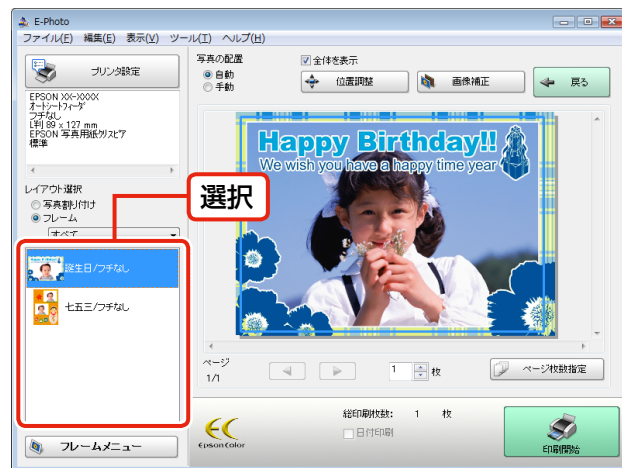 E-Photo
ファイル(F) 編集(E) 表示(V) ツール(T) ヘルプ(H)
プリンタ設定
EPSON XX-XXXX
オートシートフィーダ
フチなし
L判 89 x 127 mm
EPSON 写真用紙クリスピア
標準
レイアウト選択
写真割り付け
フレーム
すべて
誕生日/フチなし
七五三/フチなし
フレームメニュー
選択
写真の配置
自動
手動
全体を表示
位置調整
画像補正
戻る
Happy Birthday!!
We wish you have a happy time year
ページ
1/1
1 枚
ページ枚数指定
EPSON Color
総印刷枚数: 1 枚
日付印刷
印刷開始